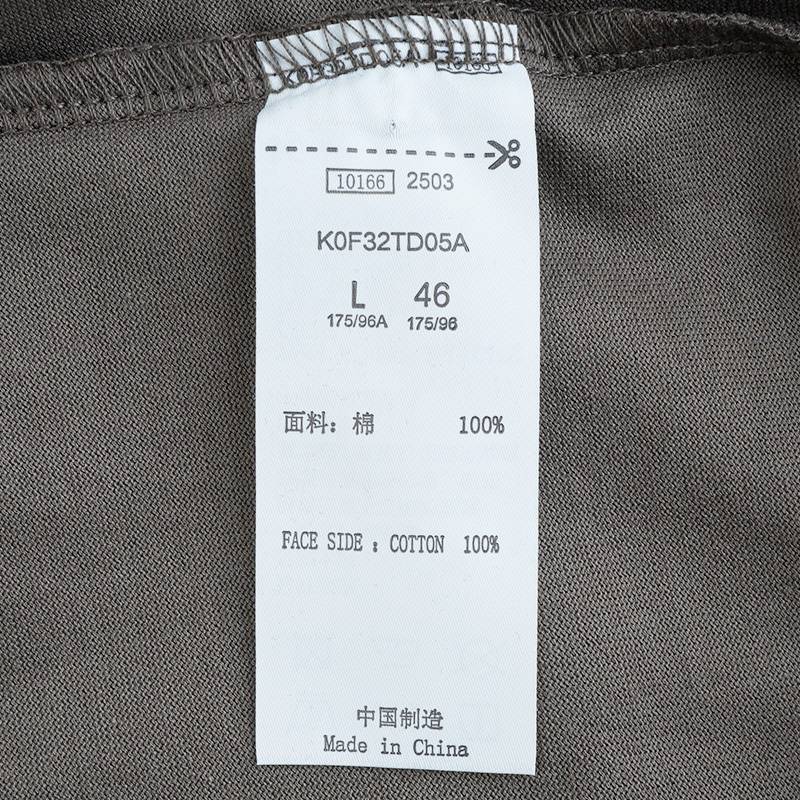 10166 2503
K0F32TD05A
L 46
175/96A 175/96
面料：棉 100%
FACE SIDE : COTTON 100%
中国制造
Made in China